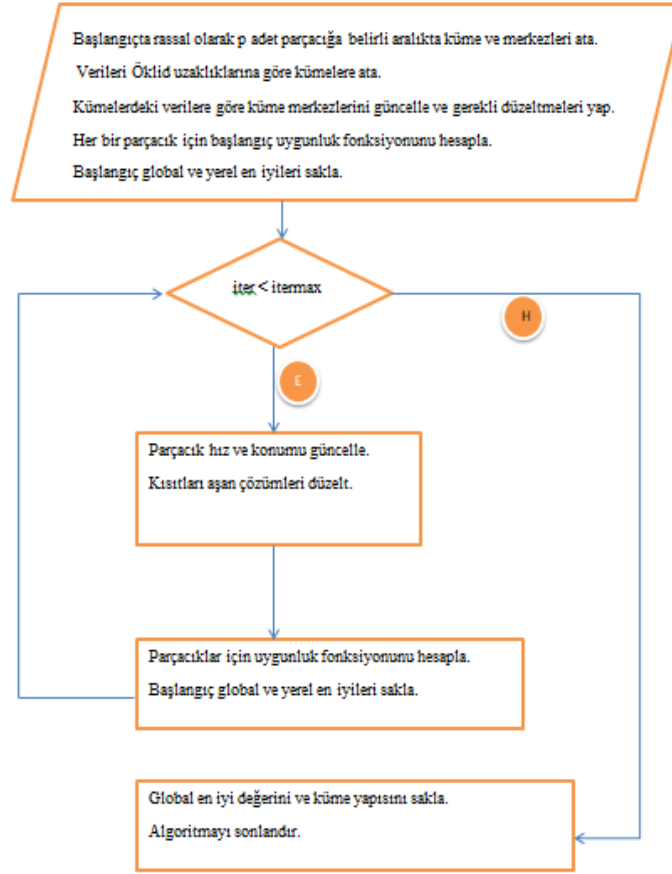 Başlangıçta rassal olarak p adet parçacığa belirli aralıkta küme ve merkezleri ata.
Verileri Öklid uzaklıklarına göre kümelere ata.
Kümelerdeki verilere göre küme merkezlerini güncelle ve gerekli düzeltmeleri yap.
Her bir parçacık için başlangıç uygunluk fonksiyonunu hesapla.
Başlangıç global ve yerel en iyileri sakla.
iter < itermax
H
E
Parçacık hız ve konumu güncelle.
Kısıtları aşan çözümleri düzelt.
Parçacıklar için uygunluk fonksiyonunu hesapla.
Başlangıç global ve yerel en iyileri sakla.
Global en iyi değerini ve küme yapısını sakla.
Algoritmayı sonlandır.